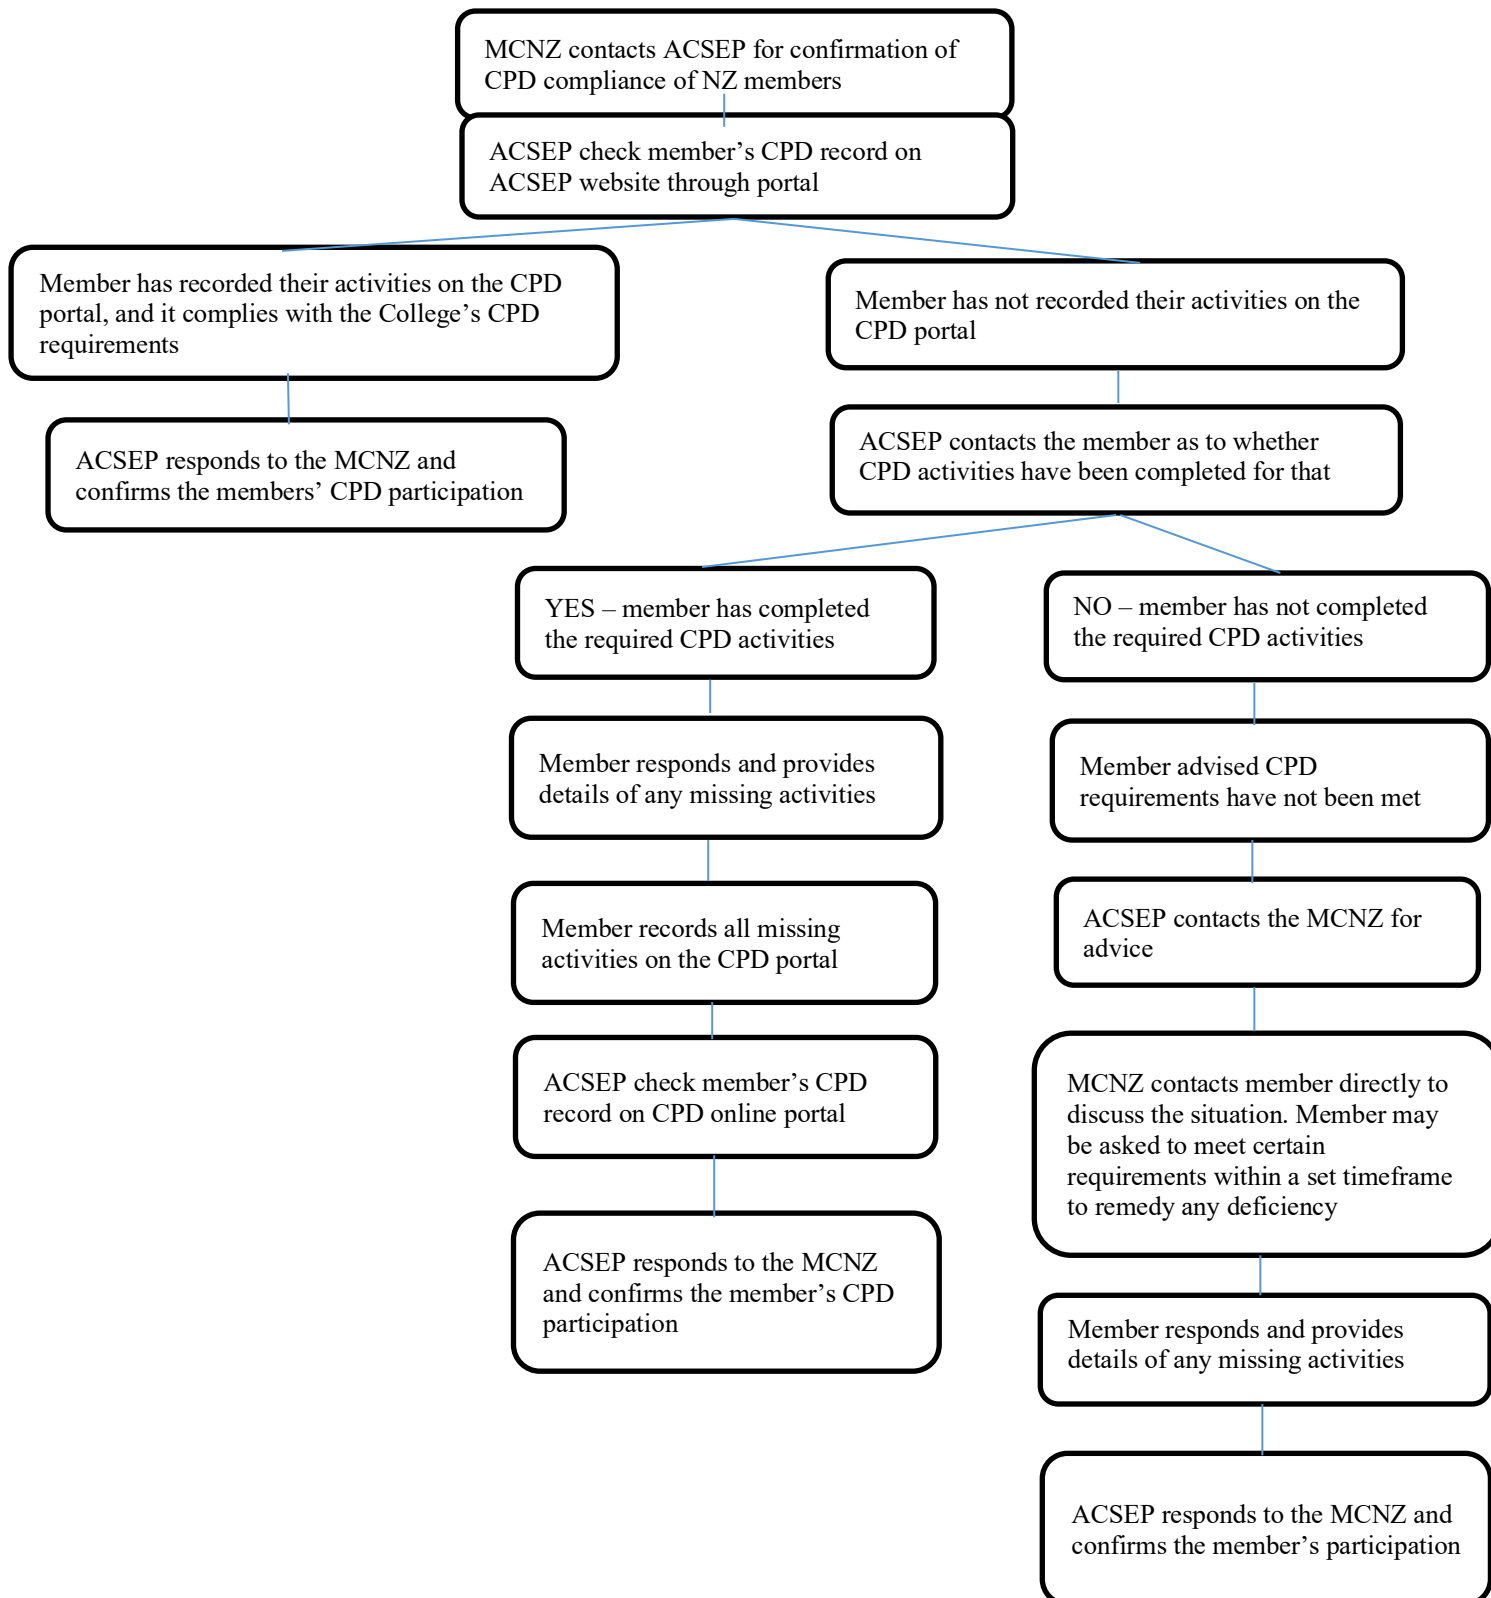 MCNZ contacts ACSEP for confirmation of
CPD compliance of NZ members
ACSEP check member’s CPD record on
ACSEP website through portal
Member has recorded their activities on the CPD
portal, and it complies with the College’s CPD
requirements
Member has not recorded their activities on the
CPD portal
ACSEP responds to the MCNZ and
confirms the members’ CPD participation
ACSEP contacts the member as to whether
CPD activities have been completed for that
YES – member has completed
the required CPD activities
NO – member has not completed
the required CPD activities
Member responds and provides
details of any missing activities
Member advised CPD
requirements have not been met
Member records all missing
activities on the CPD portal
ACSEP contacts the MCNZ for
advice
ACSEP check member’s CPD
record on CPD online portal
MCNZ contacts member directly to
discuss the situation. Member may
be asked to meet certain
requirements within a set timeframe
to remedy any deficiency
ACSEP responds to the MCNZ
and confirms the member’s CPD
participation
Member responds and provides
details of any missing activities
ACSEP responds to the MCNZ and
confirms the member’s participation